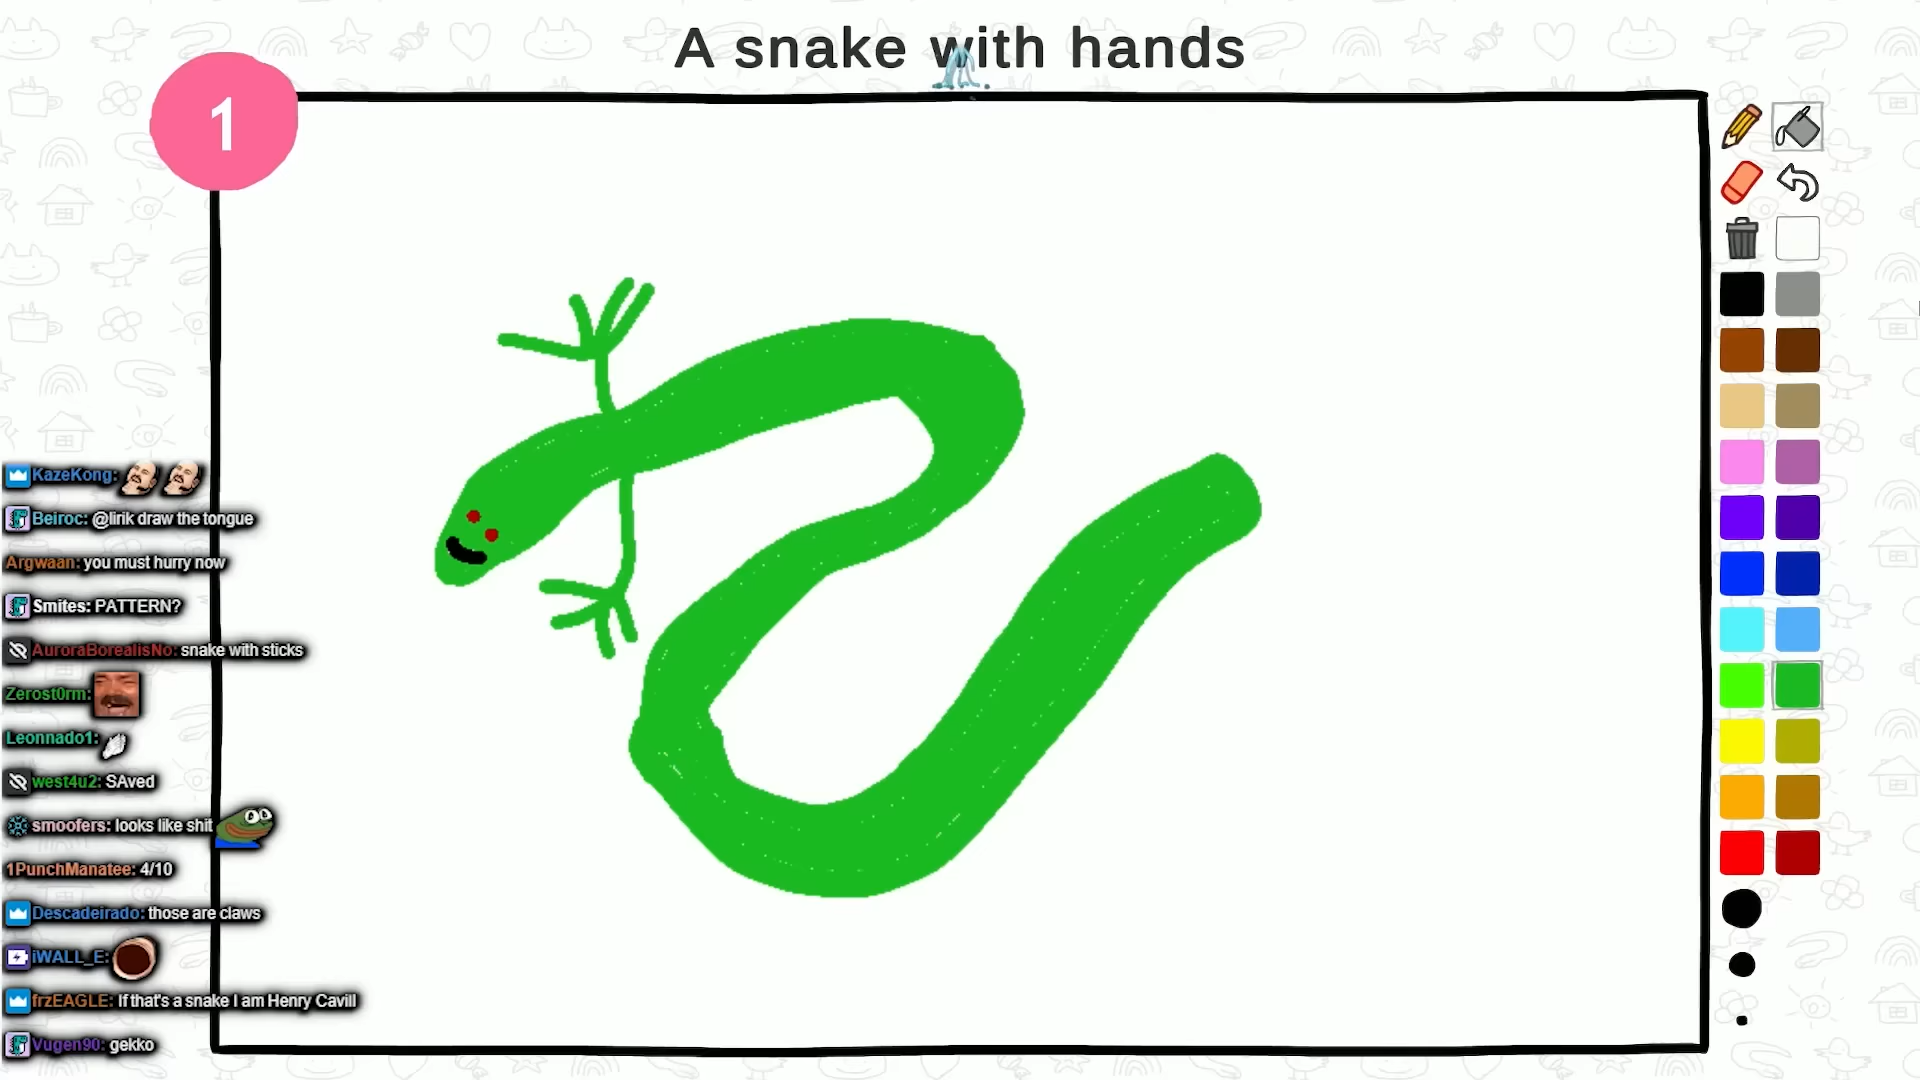 A snake with hands
1
KazeKong:
Beiroc: @lirik draw the tongue
Argwaan: you must hurry now
Smites: PATTERN?
AuroraBorealisNo: snake with sticks
Zerost0rm:
Leonnado1:
west4u2: SAved
smoofers: looks like shit
1PunchManatee: 4/10
Descadeirado: those are claws
iWALL_E:
frzEAGLE: If that's a snake I am Henry Cavill
Vugen90: gekko